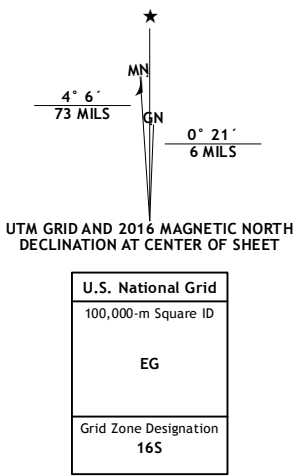 ★
MN
4° 6´
73 MILS
GN
0° 21´
6 MILS
UTM GRID AND 2016 MAGNETIC NORTH
DECLINATION AT CENTER OF SHEET
U.S. National Grid
100,000-m Square ID
EG
Grid Zone Designation
16S